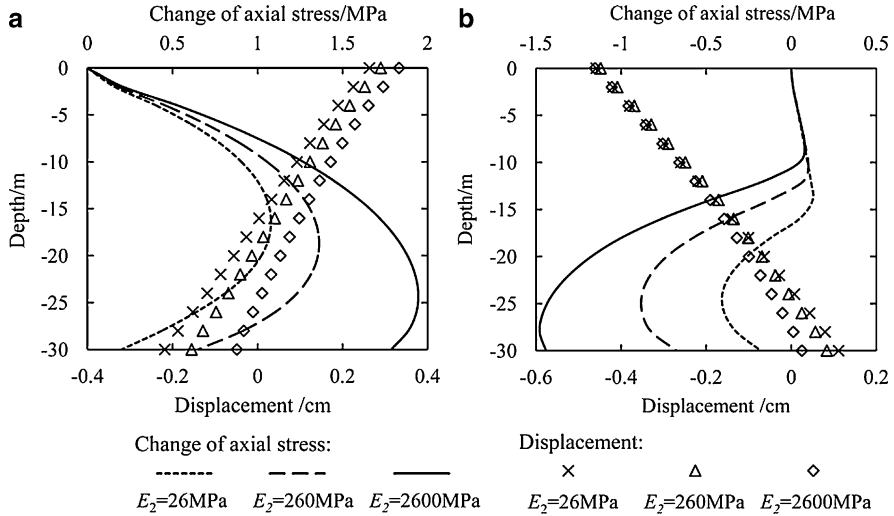 a
Change of axial stress/MPa
0 0.5 1 1.5 2
0
-5
-10
-15
-20
-25
-30
Depth/m
-0.4 -0.2 0 0.2 0.4
Displacement /cm
b
Change of axial stress/MPa
-1.5 -1 -0.5 0 0.5
0
-5
-10
-15
-20
-25
-30
Depth/m
-0.6 -0.4 -0.2 0 0.2
Displacement /cm
Change of axial stress:
E2=26MPa E2=260MPa E2=2600MPa
Displacement:
E2=26MPa E2=260MPa E2=2600MPa